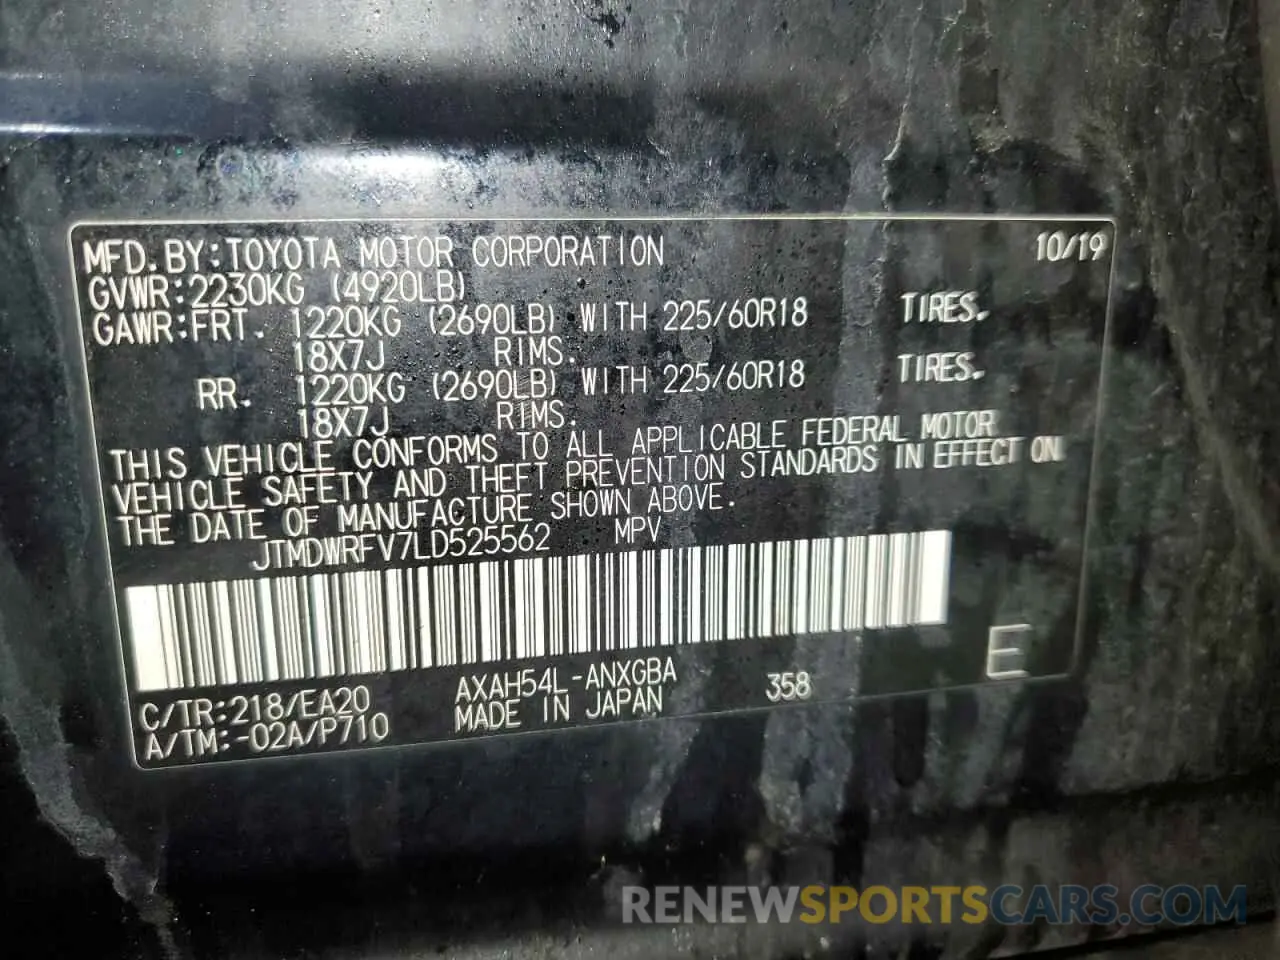 MFD. BY: TOYOTA MOTOR CORPORATION 10/19
GVWR: 2230KG (4920LB)
GAWR: FRT. 1220KG (2690LB) WITH 225/60R18 TIRES.
18X7J RIMS.
RR. 1220KG (2690LB) WITH 225/60R18 TIRES.
18X7J RIMS.
THIS VEHICLE CONFORMS TO ALL APPLICABLE FEDERAL MOTOR
VEHICLE SAFETY AND THEFT PREVENTION STANDARDS IN EFFECT ON
THE DATE OF MANUFACTURE SHOWN ABOVE.
JTMDWRFV7LD525562 MPV
E
C/TR: 218/EA20 AXAH54L-ANXGBA 358
A/TM: -02A/P710 MADE IN JAPAN
RENEWSPORTSCARS.COM